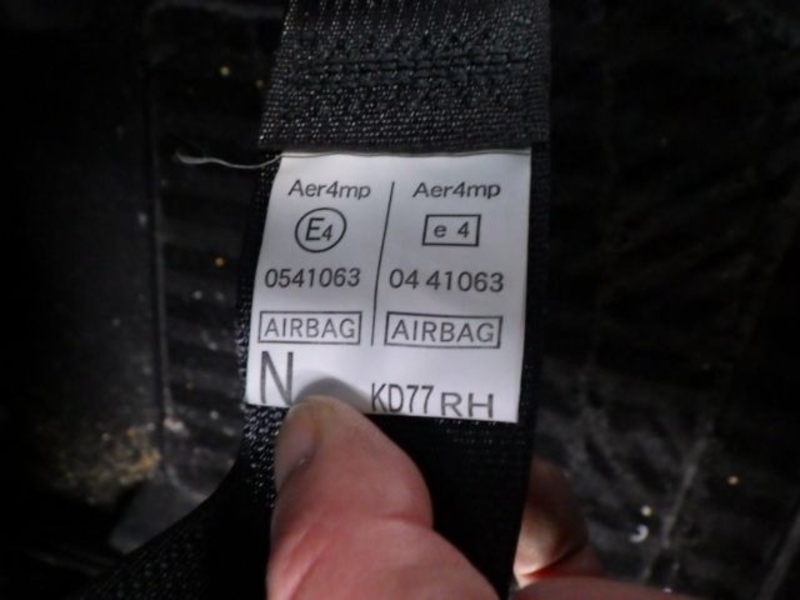 Aer4mp Aer4mp
E4 e 4
0541063 04 41063
AIRBAG AIRBAG
N KD77 RH